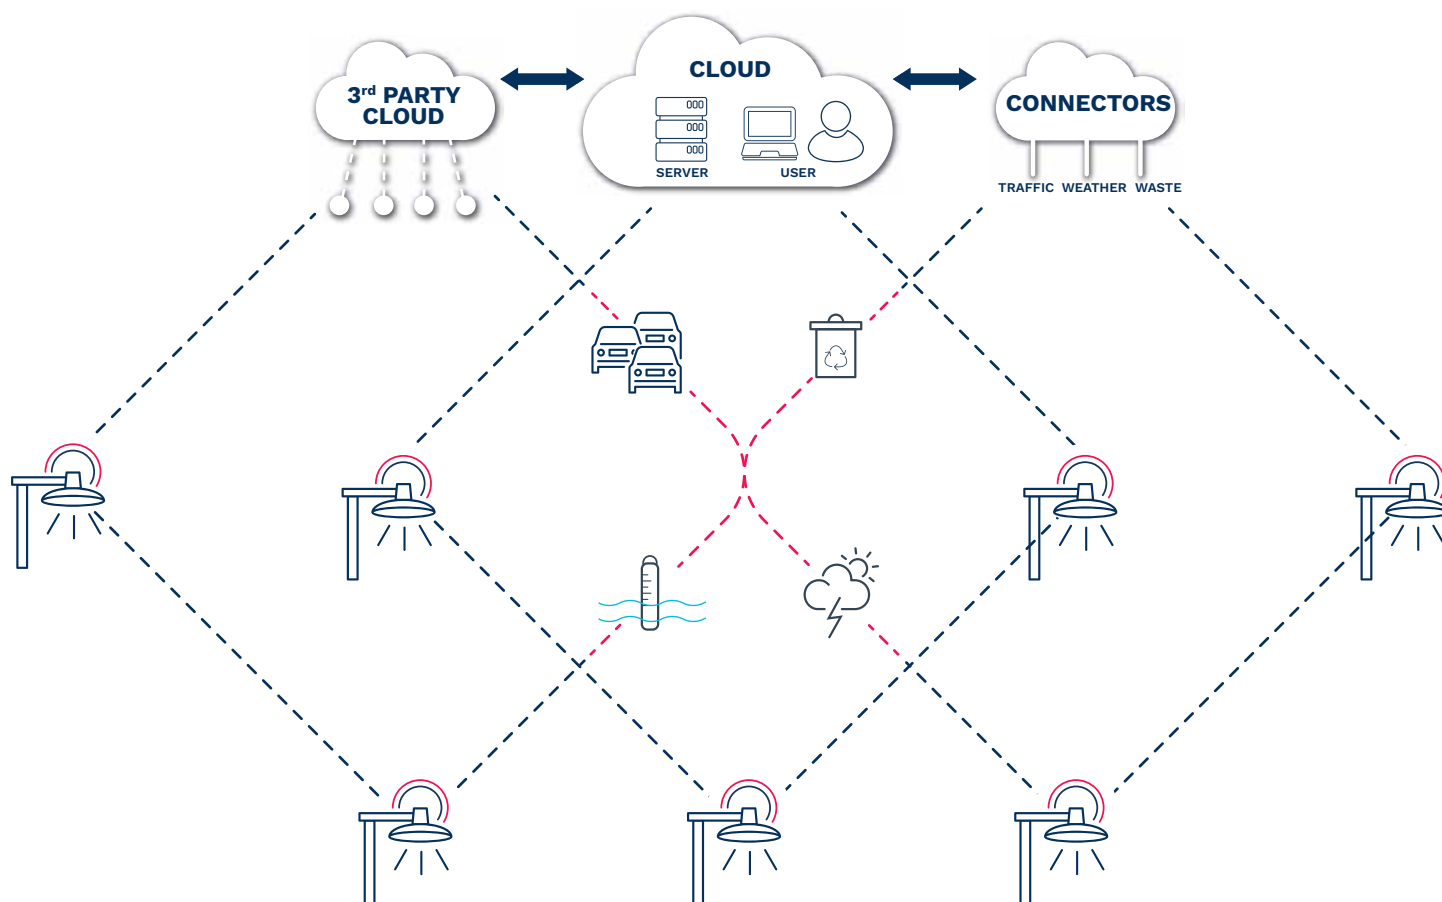 3rd PARTY
CLOUD
CLOUD
000
000
000
SERVER
USER
CONNECTORS
TRAFFIC WEATHER WASTE